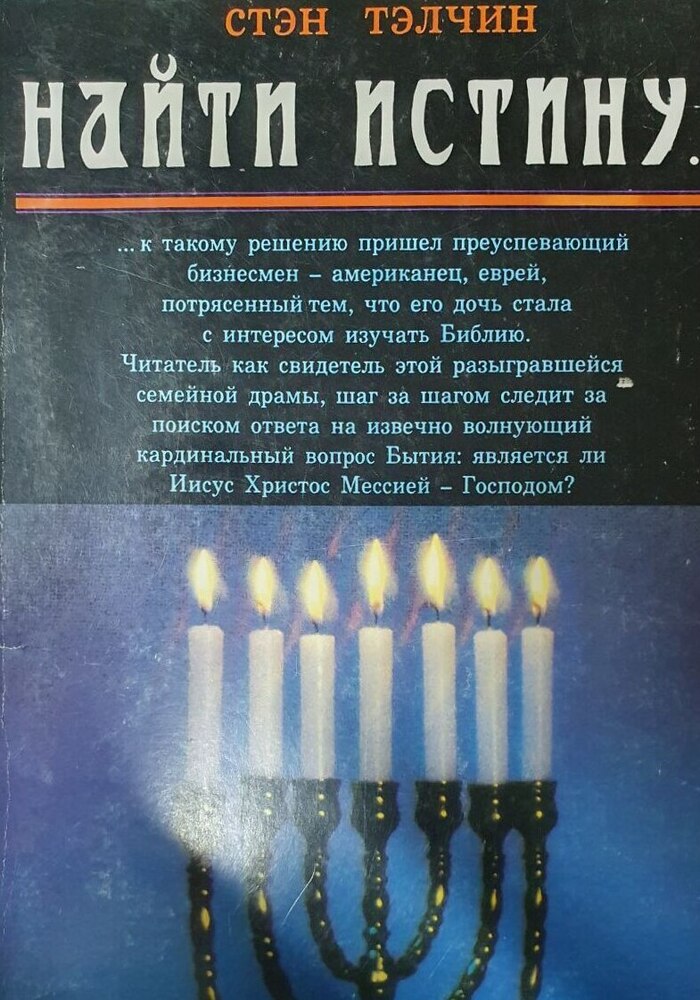 СТЭН ТЭЛЧИН
НАЙТИ ИСТИНУ.
... к такому решению пришел преуспевающий
бизнесмен – американец, еврей,
потрясенный тем, что его дочь стала
с интересом изучать Библию.
Читатель как свидетель этой разыгравшейся
семейной драмы, шаг за шагом следит за
поиском ответа на извечно волнующий
кардинальный вопрос Бытия: является ли
Иисус Христос Мессией – Господом?